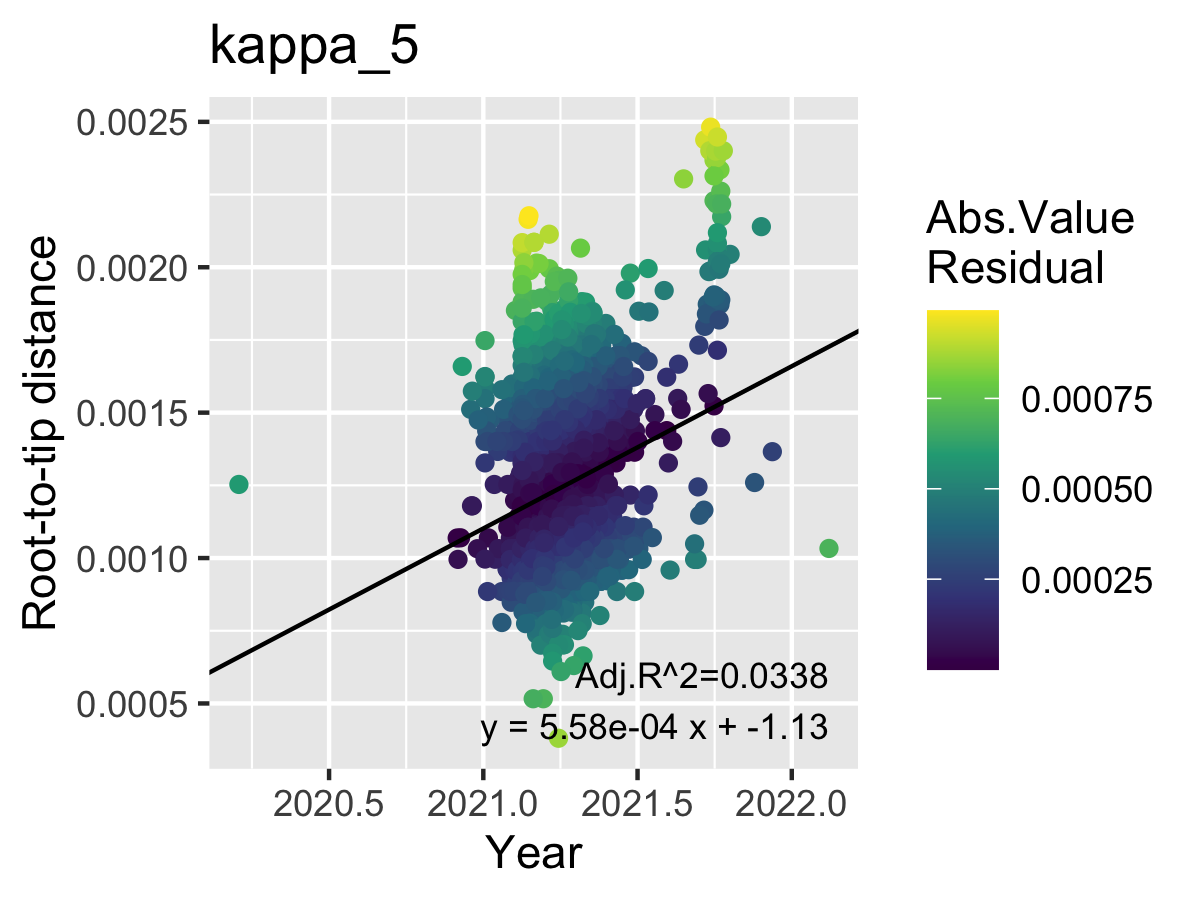 kappa_5
0.0025
0.0020
0.0015
0.0010
0.0005
Root-to-tip distance
Adj.R^2=0.0338
y = 5.58e-04 x + -1.13
2020.5 2021.0 2021.5 2022.0
Year
Abs.Value
Residual
0.00075
0.00050
0.00025